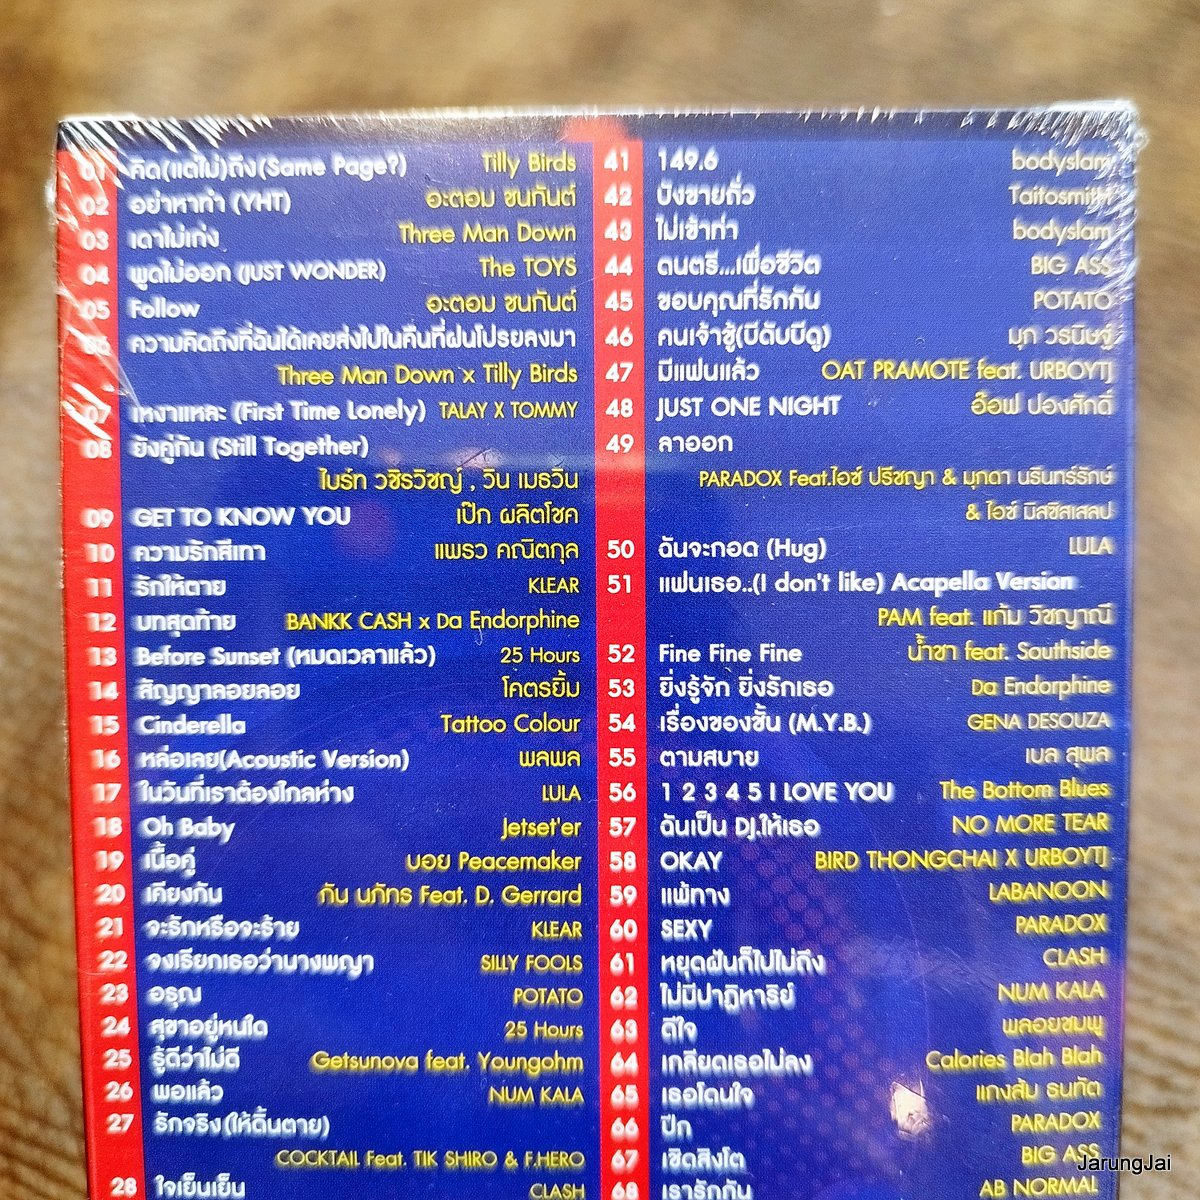 01 คิด(แต่ไม่)ถึง(Same Page?) Tilly Birds
02 อย่าหาทำ (YHT) อะตอม ชนกันต์
03 เดาไม่เก่ง Three Man Down
04 พูดไม่ออก (JUST WONDER) The TOYS
05 Follow อะตอม ชนกันต์
06 ความคิดถึงที่ฉันได้เคยส่งไปในคืนที่ฝนโปรยลงมา
Three Man Down x Tilly Birds
07 เหงาแหละ (First Time Lonely) TALAY X TOMMY
08 ยังคู่กัน (Still Together)
ไบร์ท วชิรวิชญ์ , วิน เมธวิน
09 GET TO KNOW YOU เป๊ก ผลิตโชค
10 ความรักสีเทา แพรว คณิตกุล
11 รักให้ตาย KLEAR
12 บทสุดท้าย BANKK CASH x Da Endorphine
13 Before Sunset (หมดเวลาแล้ว) 25 Hours
14 สัญญาลอยลอย โคตรยิ้ม
15 Cinderella Tattoo Colour
16 หล่อเลย(Acoustic Version) พลพล
17 ในวันที่เราต้องไกลห่าง LULA
18 Oh Baby Jetset'er
19 เนื้อคู่ บอย Peacemaker
20 เคียงกัน กัน นภัทร Feat. D. Gerrard
21 จะรักหรือจะร้าย KLEAR
22 จงเรียกเธอว่านางพญา SILLY FOOLS
23 อรุณ POTATO
24 สุขาอยู่หนใด 25 Hours
25 รู้ดีว่าไม่ดี Getsunova feat. Youngohm
26 พอแล้ว NUM KALA
27 รักจริง(ให้ดิ้นตาย)
COCKTAIL Feat. TIK SHIRO & F.HERO
28 ใจเย็นเย็น CLASH
41 149.6 bodyslam
42 ปังชายถิ่ว Taitosmith
43 ไม่เข้าท่า bodyslam
44 ดนตรี...เพื่อชีวิต BIG ASS
45 ขอบคุณที่รักกัน POTATO
46 คนเจ้าชู้(บีดับบีดู) มุก วรนิษฐ์
47 มีแฟนแล้ว OAT PRAMOTE feat. URBOYTJ
48 JUST ONE NIGHT อ๊อฟ ปองศักดิ์
49 ลาออก
PARADOX Feat.ไอซ์ ปรีชญา & มุกดา นรินทร์รักษ์
& ไอซ์ มิสซิสเสลป
50 ฉันจะกอด (Hug) LULA
51 แฟนเธอ..(I don't like) Acapella Version
PAM feat. แก้ม วิชญาณี
52 Fine Fine Fine น้ำชา feat. Southside
53 ยิ่งรู้จัก ยิ่งรักเธอ Da Endorphine
54 เรื่องของชั้น (M.Y.B.) GENA DESOUZA
55 ตามสบาย เบล สุพล
56 1 2 3 4 5 I LOVE YOU The Bottom Blues
57 ฉันเป็น DJ.ให้เธอ NO MORE TEAR
58 OKAY BIRD THONGCHAI X URBOYTJ
59 แพ้ทาง LABANOON
60 SEXY PARADOX
61 หยุดฝันก็ไปไม่ถึง CLASH
62 ไม่มีปาฏิหาริย์ NUM KALA
63 ดีใจ พลอยชมพู
64 เกลียดเธอไม่ลง Calories Blah Blah
65 เธอโดนใจ แกงส้ม ธนทัต
66 ปีก PARADOX
67 เชิดสิงโต BIG ASS
68 เรารักกัน AB NORMAL
JarungJai